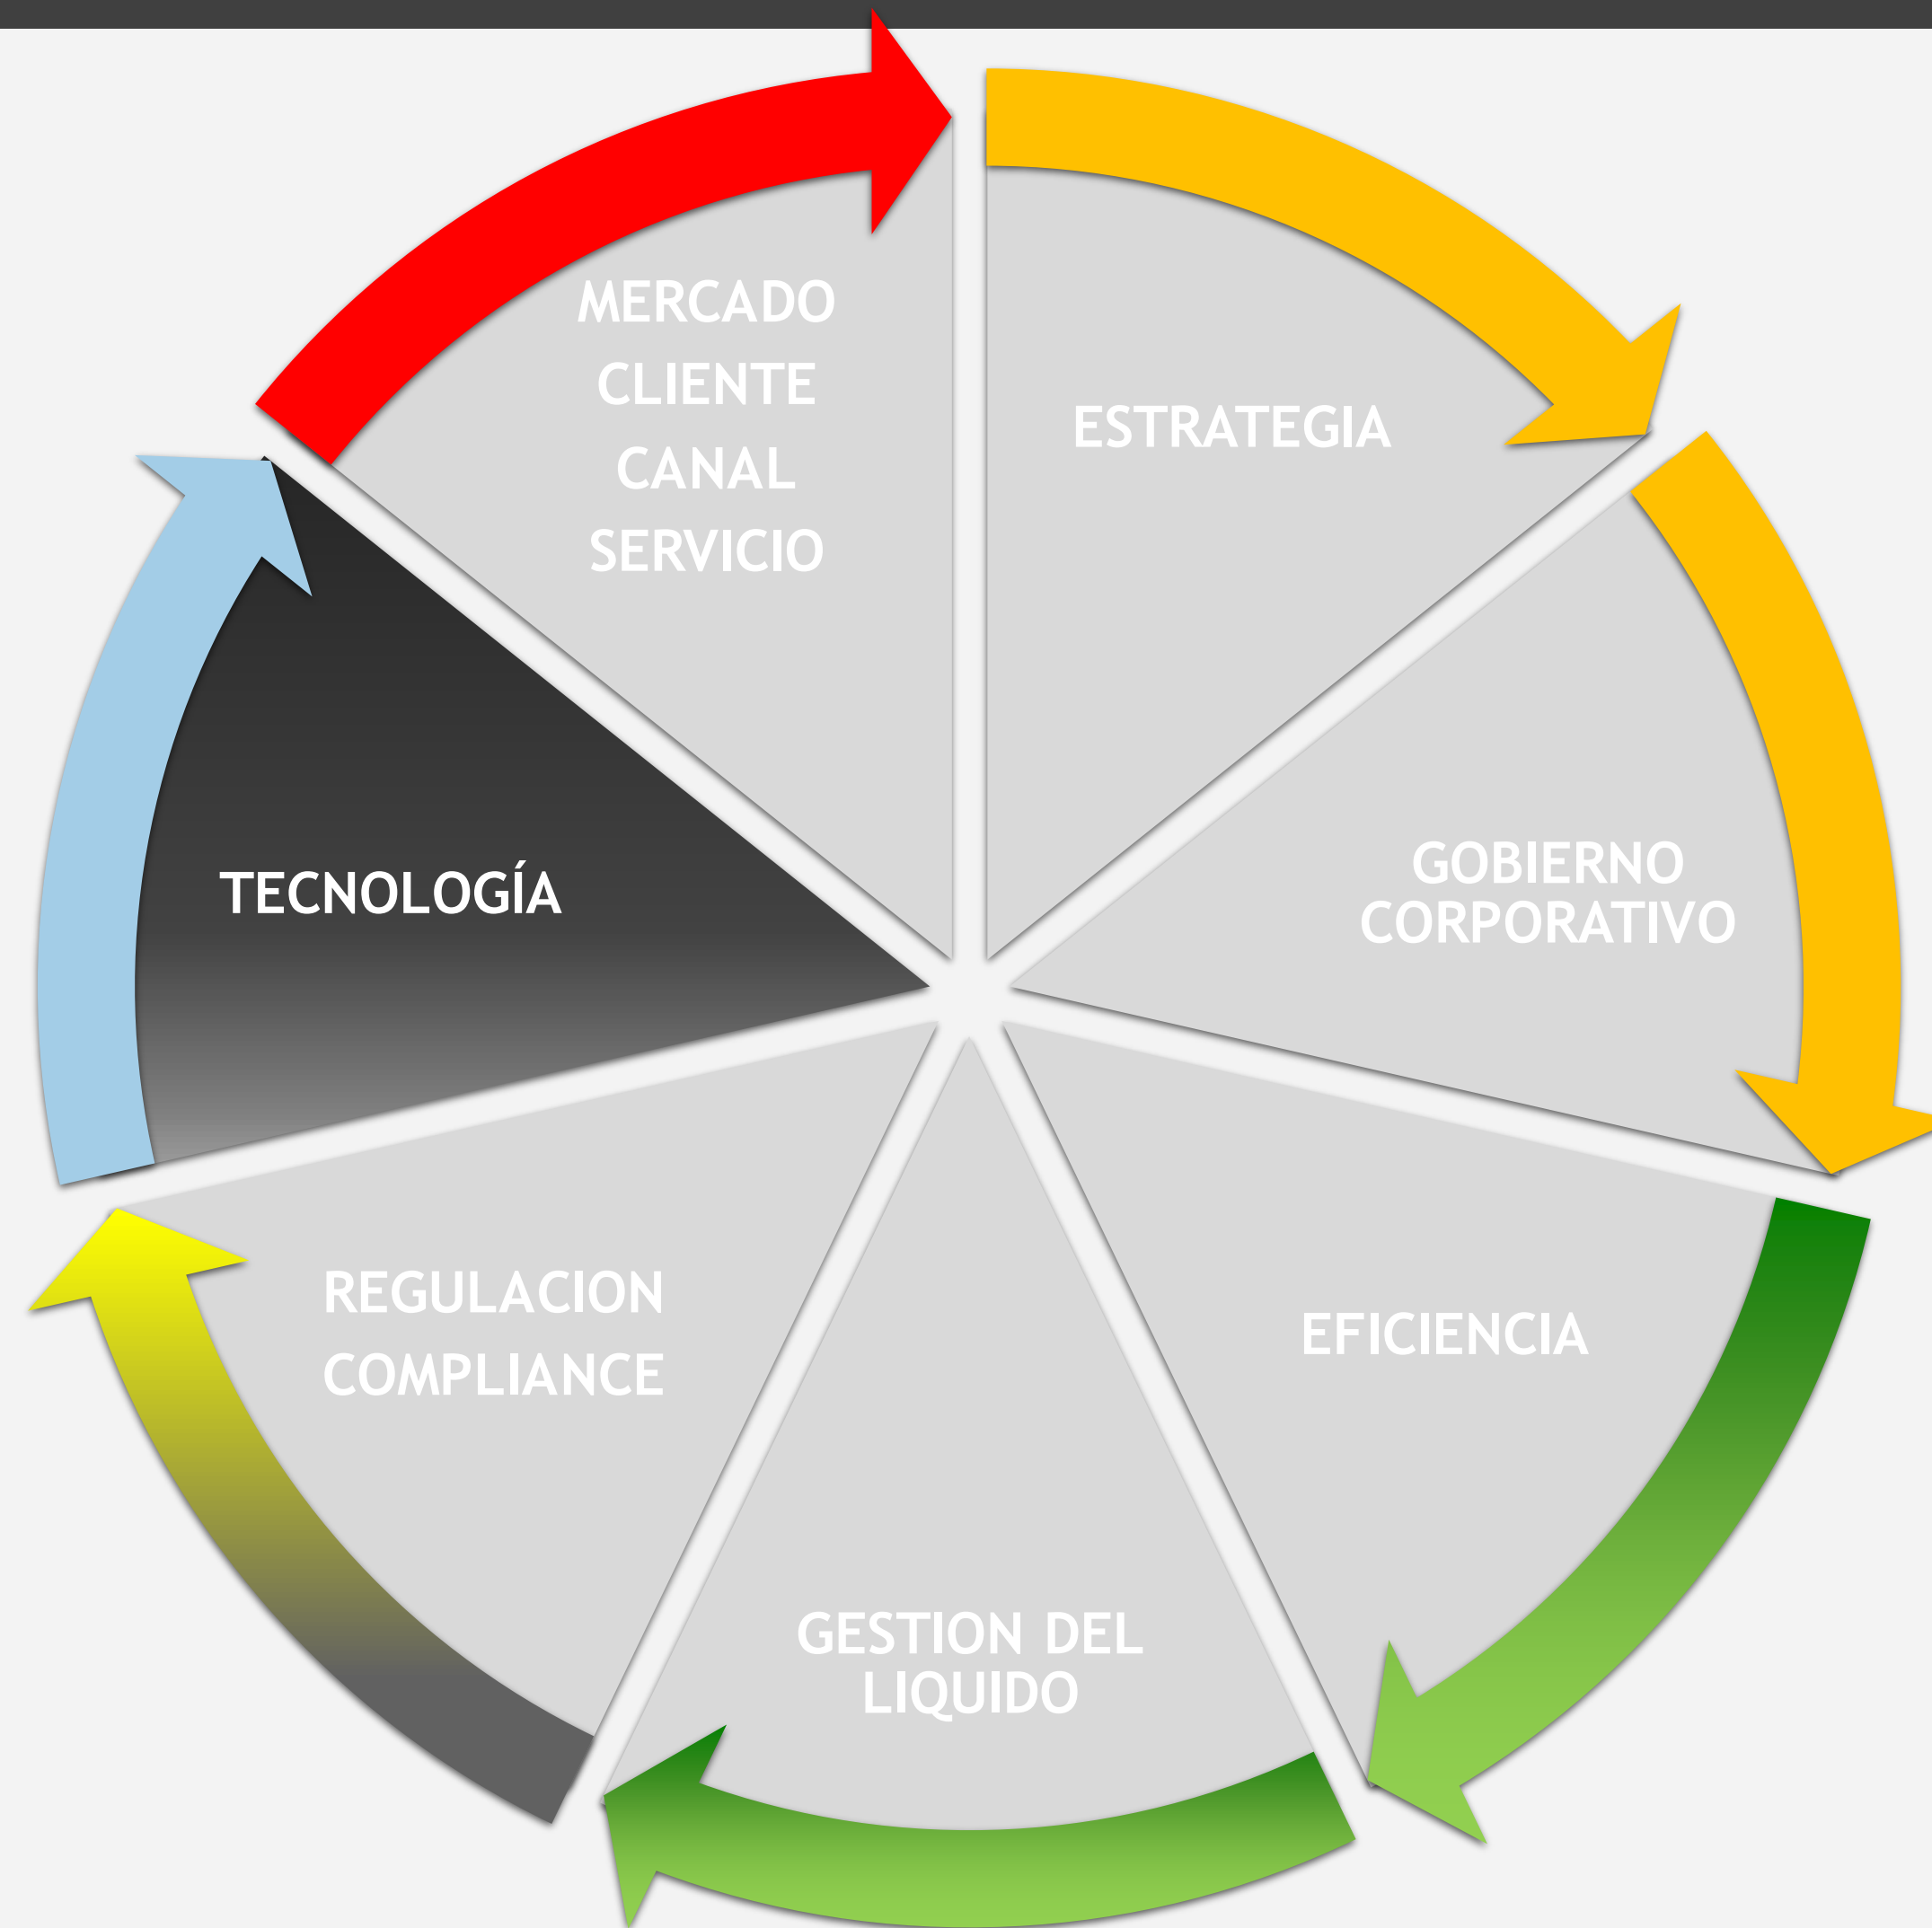 MERCADO
CLIENTE
CANAL
SERVICIO
ESTRATEGIA
GOBIERNO
CORPORATIVO
TECNOLOGÍA
REGULACION
COMPLIANCE
EFICIENCIA
GESTION DEL
LIQUIDO